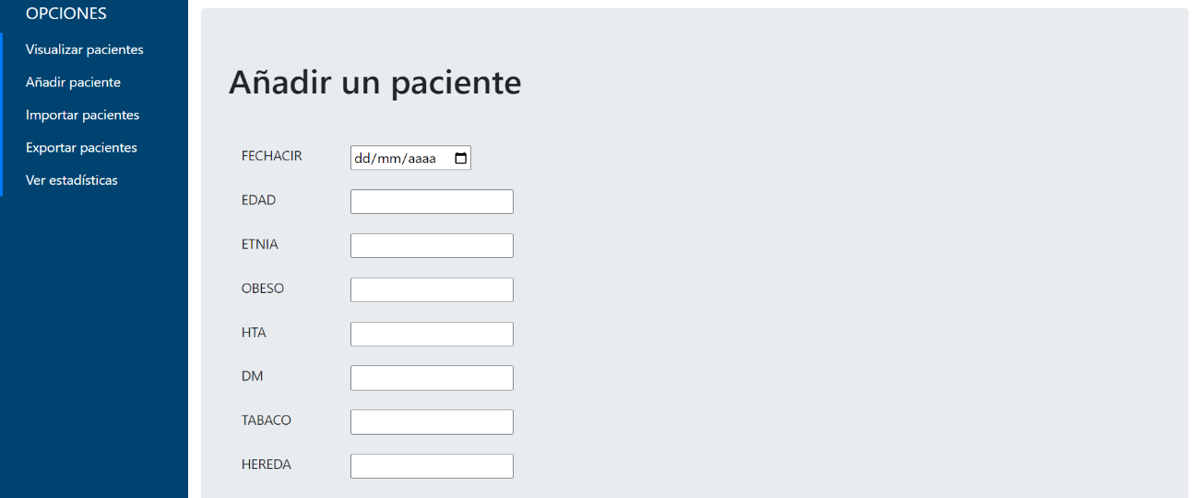 OPCIONES
Visualizar pacientes
Añadir paciente
Importar pacientes
Exportar pacientes
Ver estadísticas
Añadir un paciente
FECHACIR dd/mm/aaaa
EDAD
ETNIA
OBESO
HTA
DM
TABACO
HEREDA